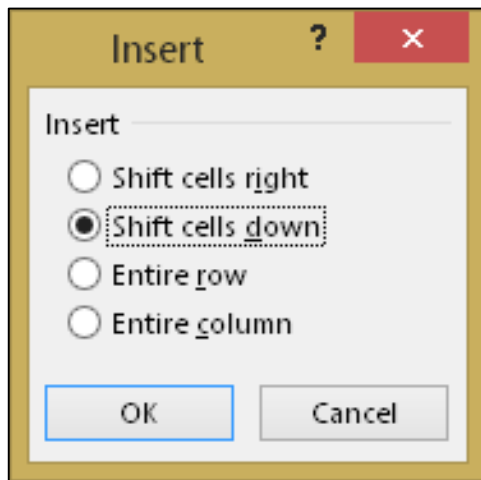 Insert ?
Insert
Shift cells right
Shift cells down
Entire row
Entire column
OK Cancel